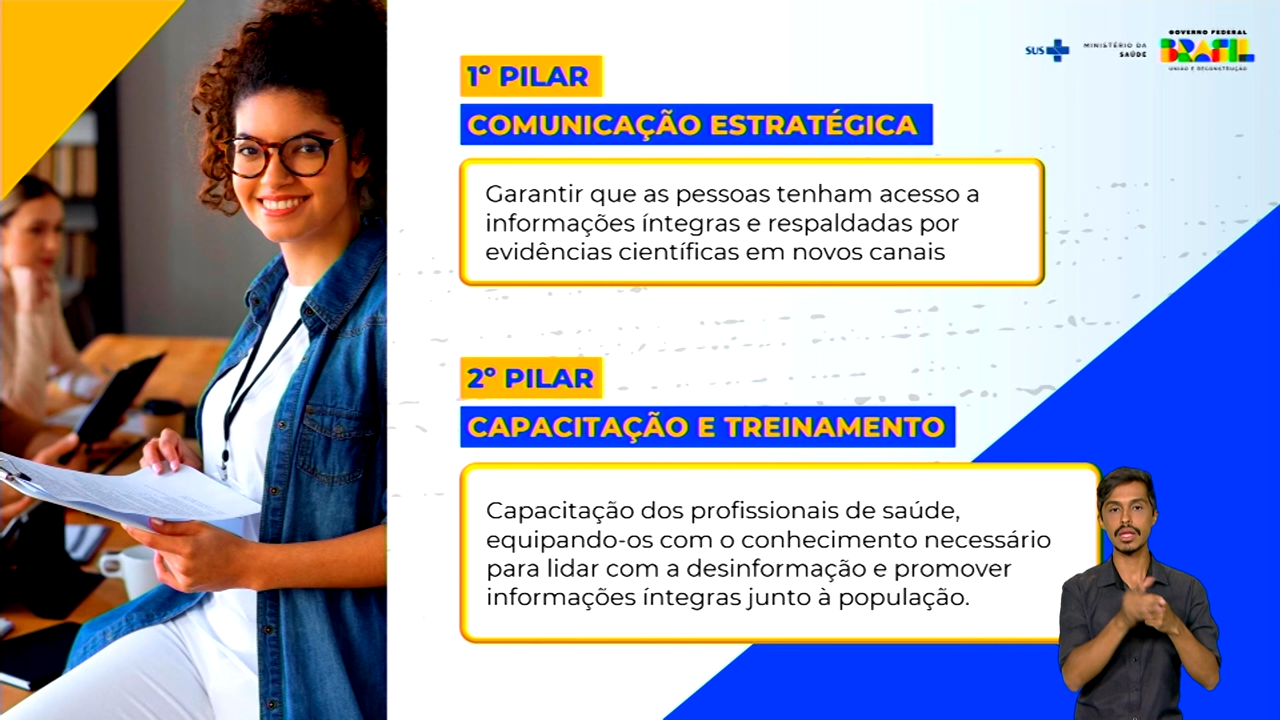 SUS
MINISTÉRIO DA
SAÚDE
GOVERNO FEDERAL
BRASIL
UNIÃO E RECONSTRUÇÃO
1º PILAR
COMUNICAÇÃO ESTRATÉGICA
Garantir que as pessoas tenham acesso a
informações íntegras e respaldadas por
evidências científicas em novos canais
2º PILAR
CAPACITAÇÃO E TREINAMENTO
Capacitação dos profissionais de saúde,
equipando-os com o conhecimento necessário
para lidar com a desinformação e promover
informações íntegras junto à população.